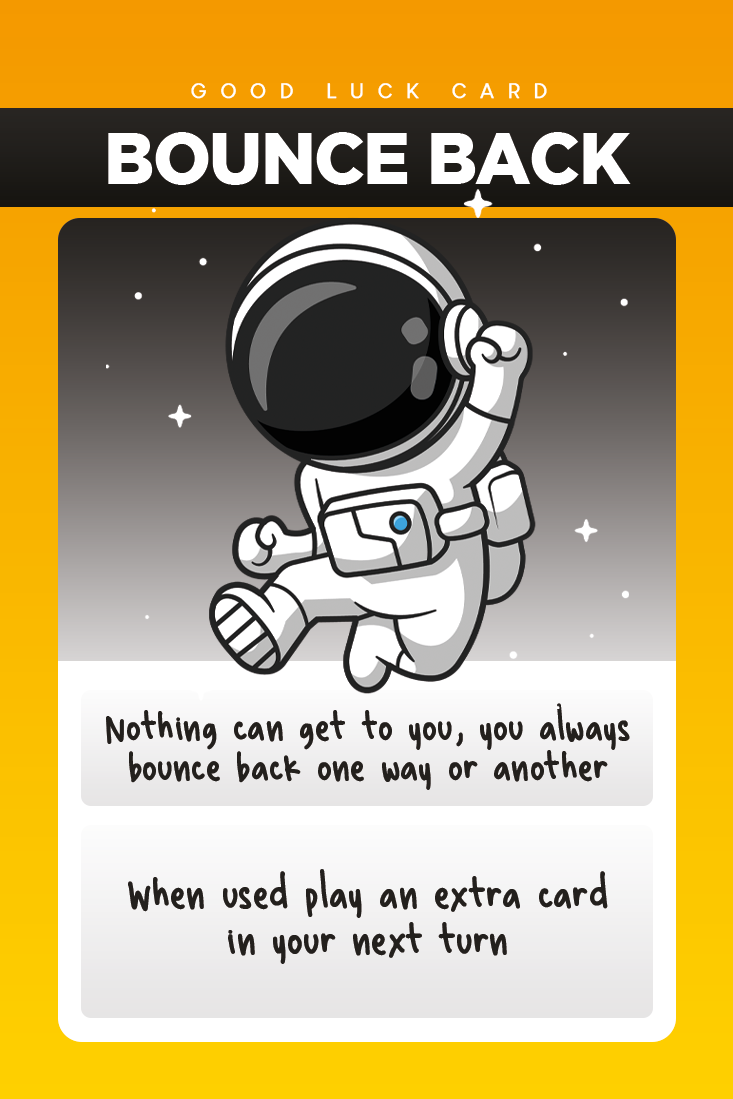 GOOD LUCK CARD
BOUNCE BACK
Nothing can get to you, you always
bounce back one way or another
When used play an extra card
in your next turn